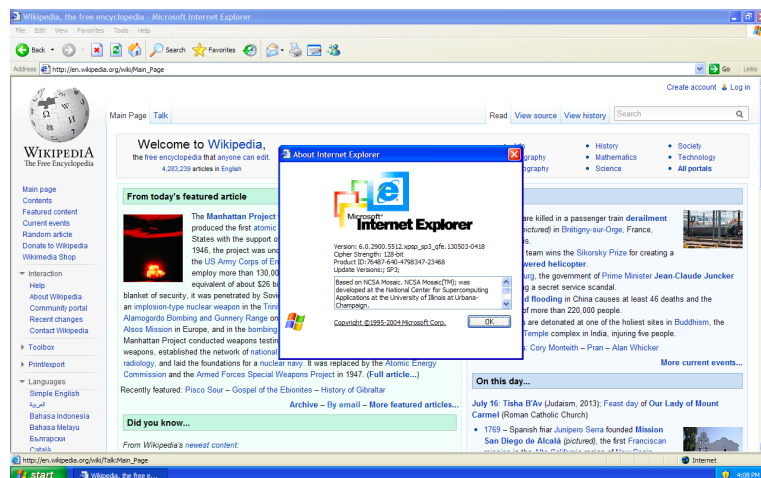 Wikipedia, the free encyclopedia - Microsoft Internet Explorer
File Edit View Favorites Tools Help
Back Search Favorites
Address http://en.wikipedia.org/wiki/Main_Page Go Links
Create account Log in
Main Page Talk Read View source View history Search
WIKIPEDIA
The Free Encyclopedia
Main page
Contents
Featured content
Current events
Random article
Donate to Wikipedia
Wikimedia Shop
Interaction
Help
About Wikipedia
Community portal
Recent changes
Contact Wikipedia
Toolbox
Print/export
Languages
Simple English
العربية
Bahasa Indonesia
Bahasa Melayu
Български
Català
Welcome to Wikipedia,
the free encyclopedia that anyone can edit.
4,283,239 articles in English
• History
• Mathematics
• Science
• Society
• Technology
• All portals
From today's featured article
The Manhattan Project
produced the first atomic
States with the support o
1946, the project was und
the US Army Corps of En
employ more than 130,00
equivalent of about $26 b
blanket of security, it was penetrated by Sovi
an implosion-type nuclear weapon in the Trini
Alamogordo Bombing and Gunnery Range on
Alsos Mission in Europe, and in the bombing
Manhattan Project conducted weapons testin
weapons, established the network of national
radiology, and laid the foundations for a nuclear navy. It was replaced by the Atomic Energy
Commission and the Armed Forces Special Weapons Project in 1947. (Full article...)
Recently featured: Pisco Sour – Gospel of the Ebionites – History of Gibraltar
Archive – By email – More featured articles...
Did you know...
From Wikipedia's newest content:
About Internet Explorer
Microsoft
Internet Explorer
Version: 6.0.2900.5512.xpsp_sp3_qfe.130503-0418
Cipher Strength: 128-bit
Product ID:76487-640-4798347-23468
Update Versions:; SP3;
Based on NCSA Mosaic. NCSA Mosaic(TM); was
developed at the National Center for Supercomputing
Applications at the University of Illinois at Urbana-
Champaign.
Copyright ©1995-2004 Microsoft Corp. OK
are killed in a passenger train derailment
pictured) in Brétigny-sur-Orge, France,
team wins the Sikorsky Prize for creating a
wered helicopter.
urg, the government of Prime Minister Jean-Claude Juncker
ng a secret service scandal.
d flooding in China causes at least 46 deaths and the
of more than 220,000 people.
s are detonated at one of the holiest sites in Buddhism, the
Temple complex in India, injuring five people.
s: Cory Monteith – Pran – Alan Whicker
More current events...
On this day...
July 16: Tisha B'Av (Judaism, 2013); Feast day of Our Lady of Mount
Carmel (Roman Catholic Church)
• 1769 – Spanish friar Junípero Serra founded Mission
San Diego de Alcalá (pictured), the first Franciscan
http://en.wikipedia.org/wiki/Talk:Main_Page Internet
start Wikipedia, the free e... 4:08 PM